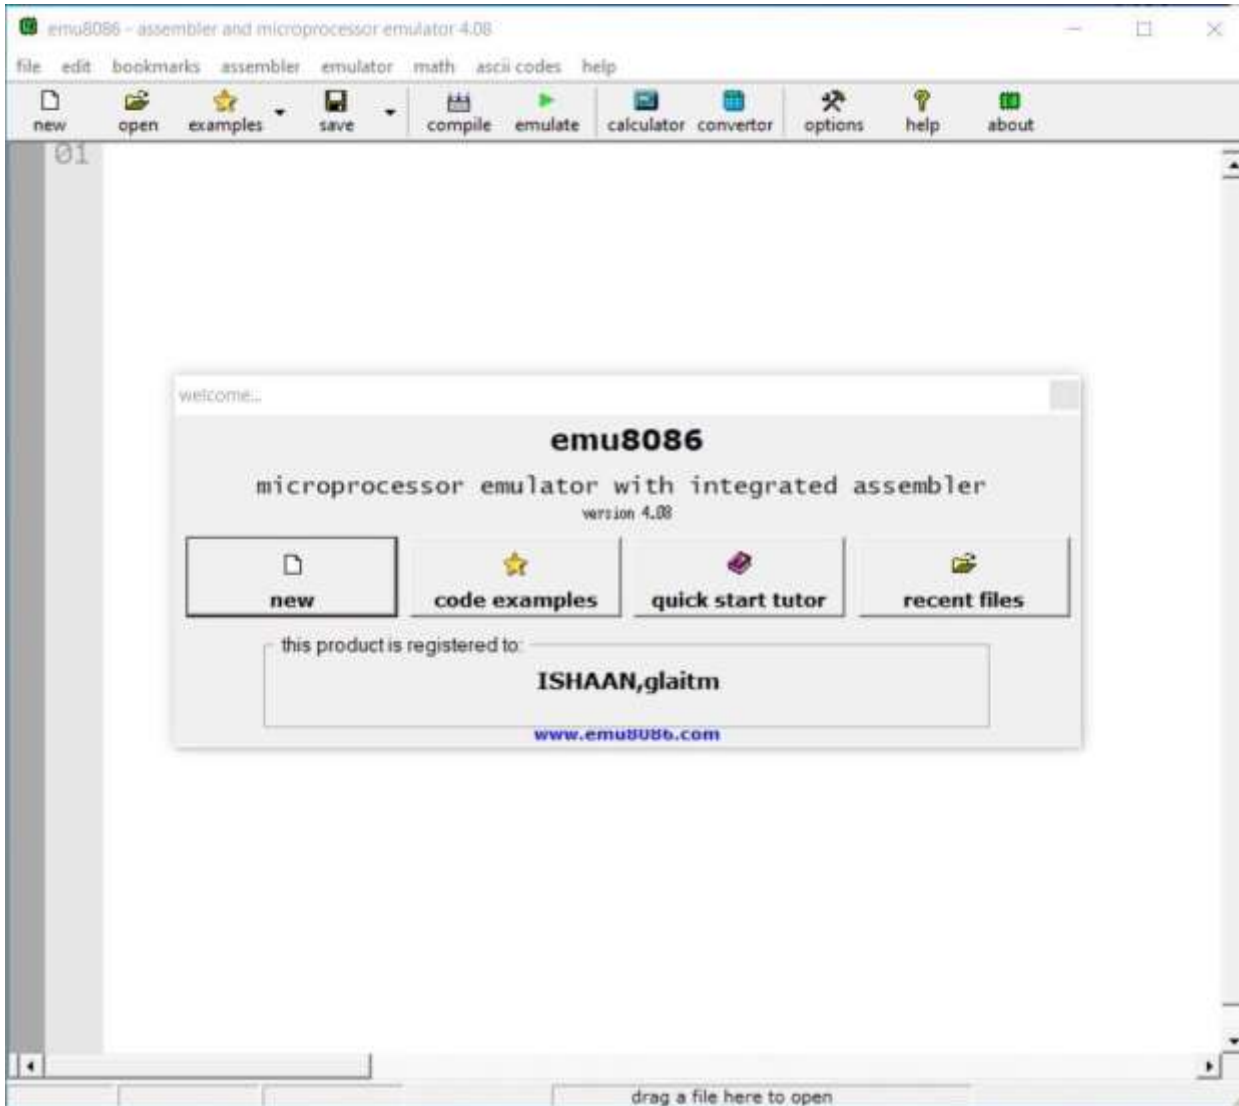 emu8086 - assembler and microprocessor emulator 4.08
file edit bookmarks assembler emulator math ascii codes help
new open examples save compile emulate calculator convertor options help about
01
welcome...
emu8086
microprocessor emulator with integrated assembler
version 4.08
new code examples quick start tutor recent files
this product is registered to:
ISHAAN,glaitm
www.emu8086.com
drag a file here to open